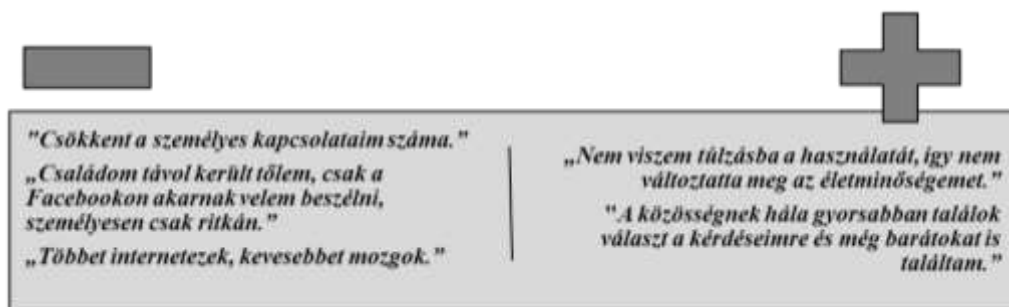 "Csökkent a személyes kapcsolataim száma."
„Családom távol került tőlem, csak a
Facebookon akarnak velem beszélni,
személyesen csak ritkán."
„Többet internetezek, kevesebbet mozgok."
„Nem viszem túlzásba a használatát, így nem
változtatta meg az életminőségemet."
"A közösségnek hála gyorsabban találok
választ a kérdéseimre és még barátokat is
találtam."